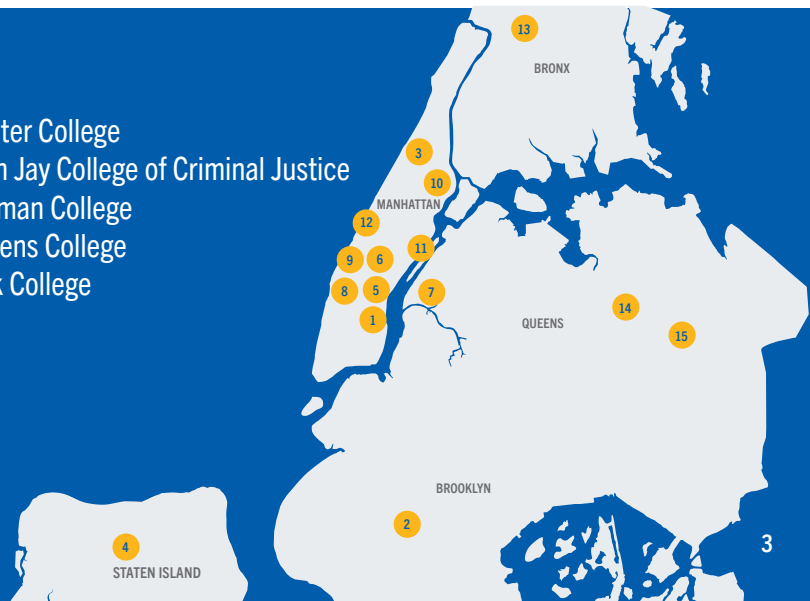 ter College
n Jay College of Criminal Justice
man College
ens College
k College
13
BRONX
3
10
MANHATTAN
12
11
9 6
8 5 7
1
14
QUEENS
15
BROOKLYN
2
3
4
STATEN ISLAND